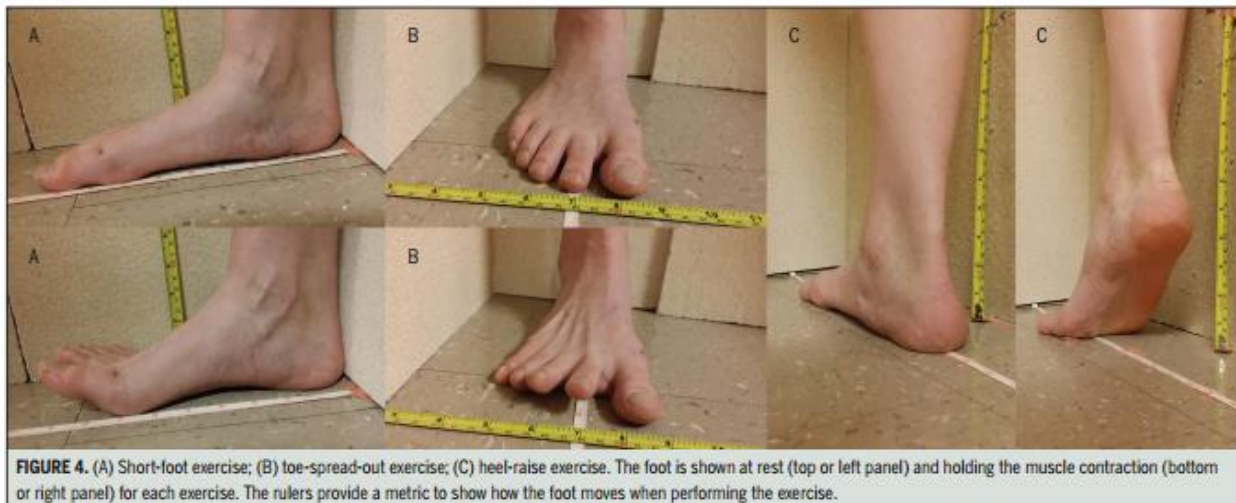 A
B
C
C
A
B
FIGURE 4. (A) Short-foot exercise; (B) toe-spread-out exercise; (C) heel-raise exercise. The foot is shown at rest (top or left panel) and holding the muscle contraction (bottom
or right panel) for each exercise. The rulers provide a metric to show how the foot moves when performing the exercise.